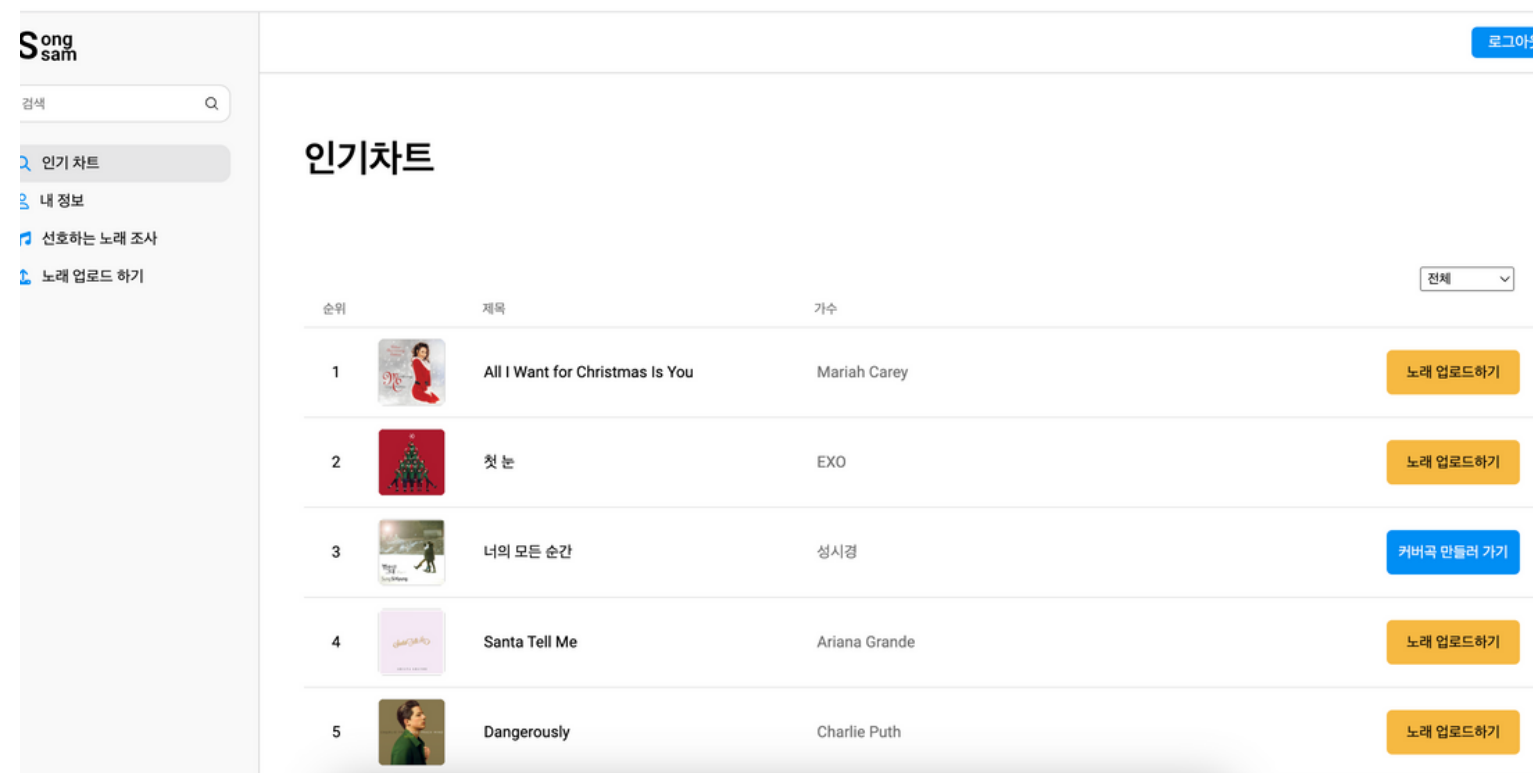 Song
sam
로그아웃
검색
인기 차트
내 정보
선호하는 노래 조사
노래 업로드 하기
인기차트
전체
순위 제목 가수
1 All I Want for Christmas Is You Mariah Carey 노래 업로드하기
2 첫 눈 EXO 노래 업로드하기
3 너의 모든 순간 성시경 커버곡 만들러 가기
4 Santa Tell Me Ariana Grande 노래 업로드하기
5 Dangerously Charlie Puth 노래 업로드하기